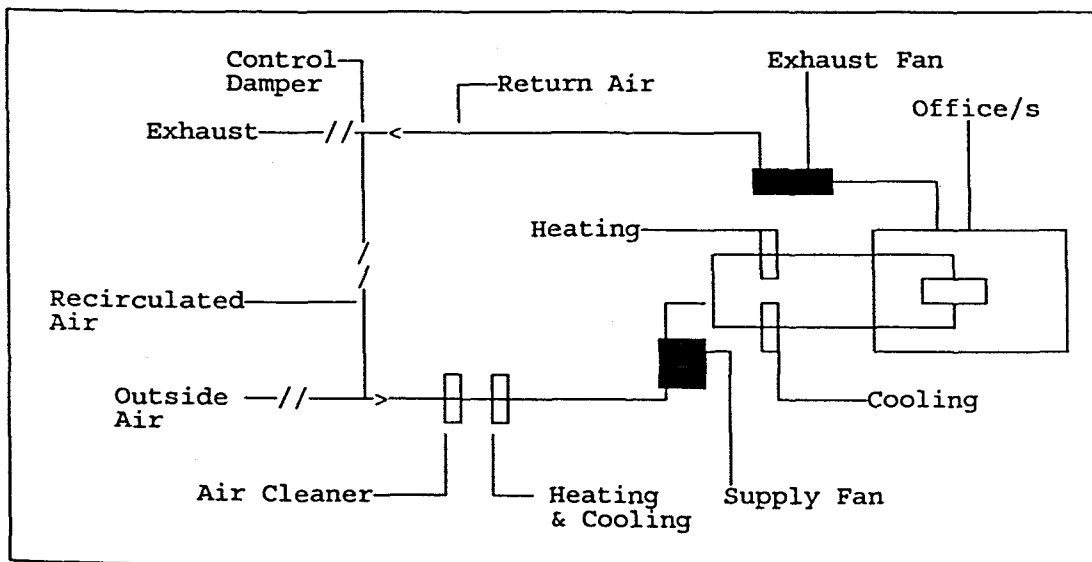 Control
Damper
Exhaust Fan
Return Air
Office/s
Exhaust
Heating
Recirculated
Air
Outside
Air
Cooling
Air Cleaner
Heating
& Cooling
Supply Fan